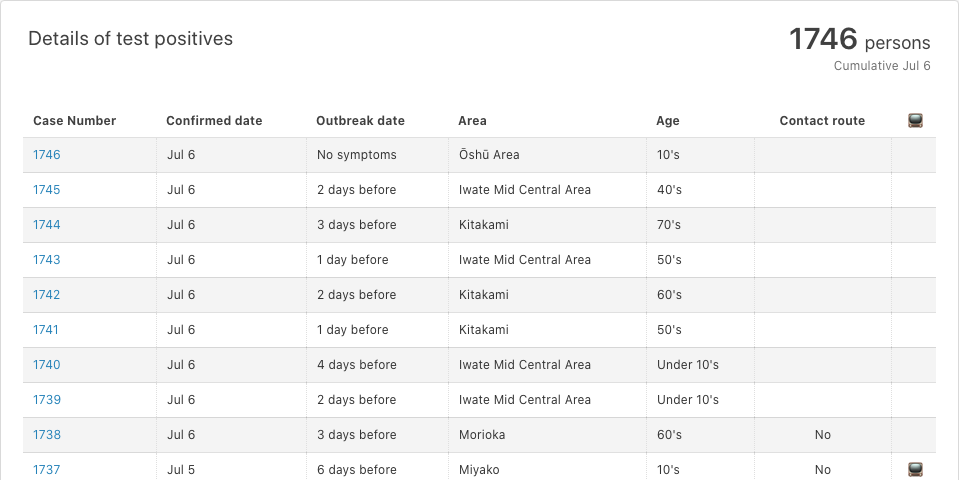 Details of test positives
1746 persons
Cumulative Jul 6
Case Number Confirmed date Outbreak date Area Age Contact route
1746 Jul 6 No symptoms Ōshū Area 10's
1745 Jul 6 2 days before Iwate Mid Central Area 40's
1744 Jul 6 3 days before Kitakami 70's
1743 Jul 6 1 day before Iwate Mid Central Area 50's
1742 Jul 6 2 days before Kitakami 60's
1741 Jul 6 1 day before Kitakami 50's
1740 Jul 6 4 days before Iwate Mid Central Area Under 10's
1739 Jul 6 2 days before Iwate Mid Central Area Under 10's
1738 Jul 6 3 days before Morioka 60's No
1737 Jul 5 6 days before Miyako 10's No